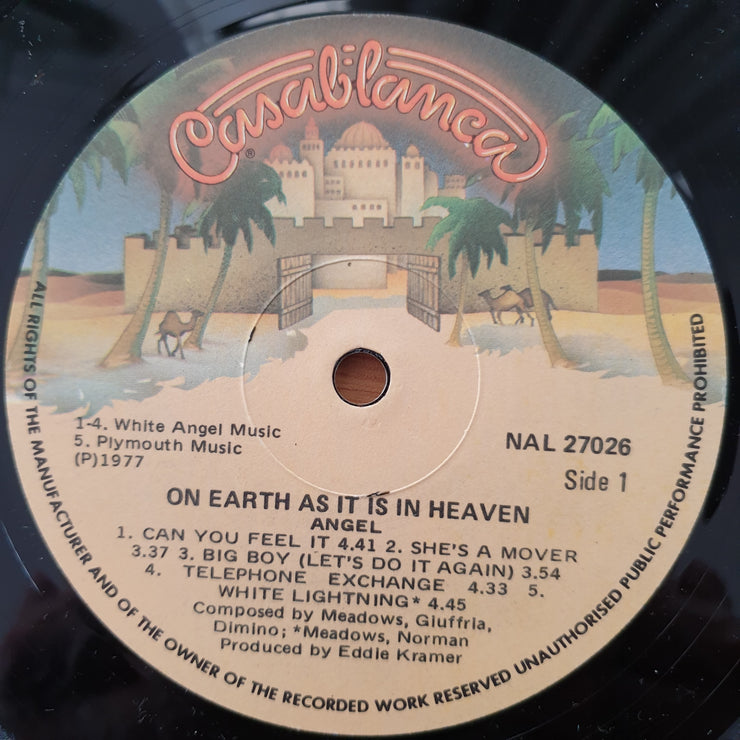 Casablanca
®
1-4. White Angel Music
5. Plymouth Music
(P)1977
NAL 27026
Side 1
ON EARTH AS IT IS IN HEAVEN
ANGEL
1. CAN YOU FEEL IT 4.41 2. SHE'S A MOVER
3.37 3. BIG BOY (LET'S DO IT AGAIN) 3.54
4. TELEPHONE EXCHANGE 4.33 5.
WHITE LIGHTNING* 4.45
Composed by Meadows, Giuffria,
Dimino; *Meadows, Norman
Produced by Eddie Kramer
ALL RIGHTS OF THE MANUFACTURER AND OF THE OWNER OF THE RECORDED WORK RESERVED UNAUTHORISED PUBLIC PERFORMANCE PROHIBITED